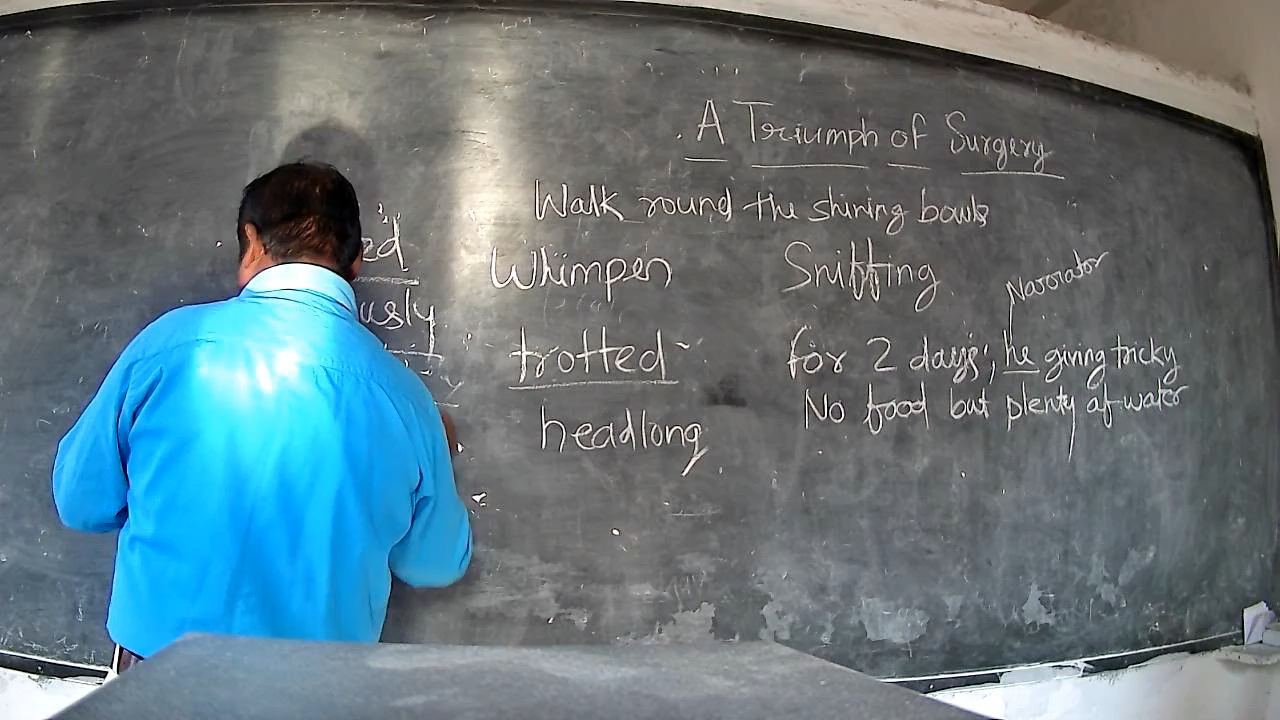 A Triumph of Surgery
Walk round the shining bowls
Whimper
Sniffing
Narorator
trotted
for 2 days; he giving tricky
No food but plenty of water
headlong